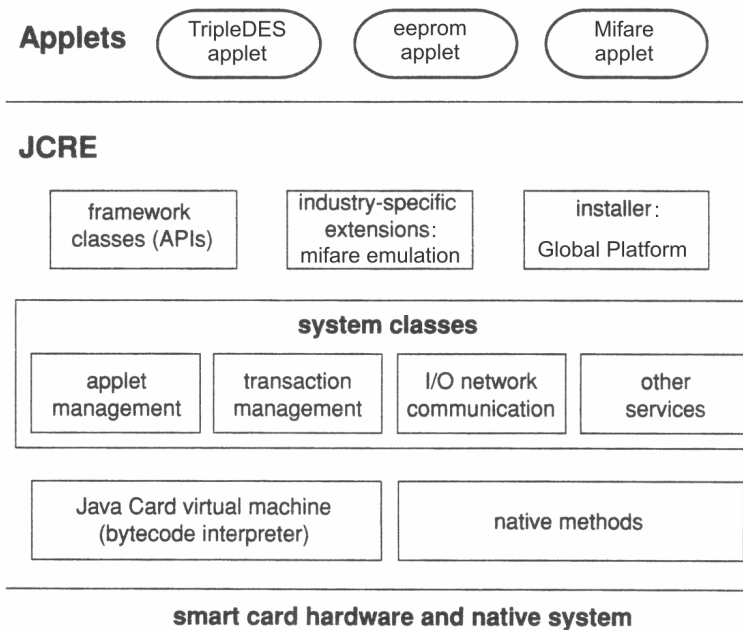 Applets
TripleDES
applet
eeprom
applet
Mifare
applet
JCRE
framework
classes (APIs)
industry-specific
extensions:
mifare emulation
installer:
Global Platform
system classes
applet
management
transaction
management
I/O network
communication
other
services
Java Card virtual machine
(bytecode interpreter)
native methods
smart card hardware and native system